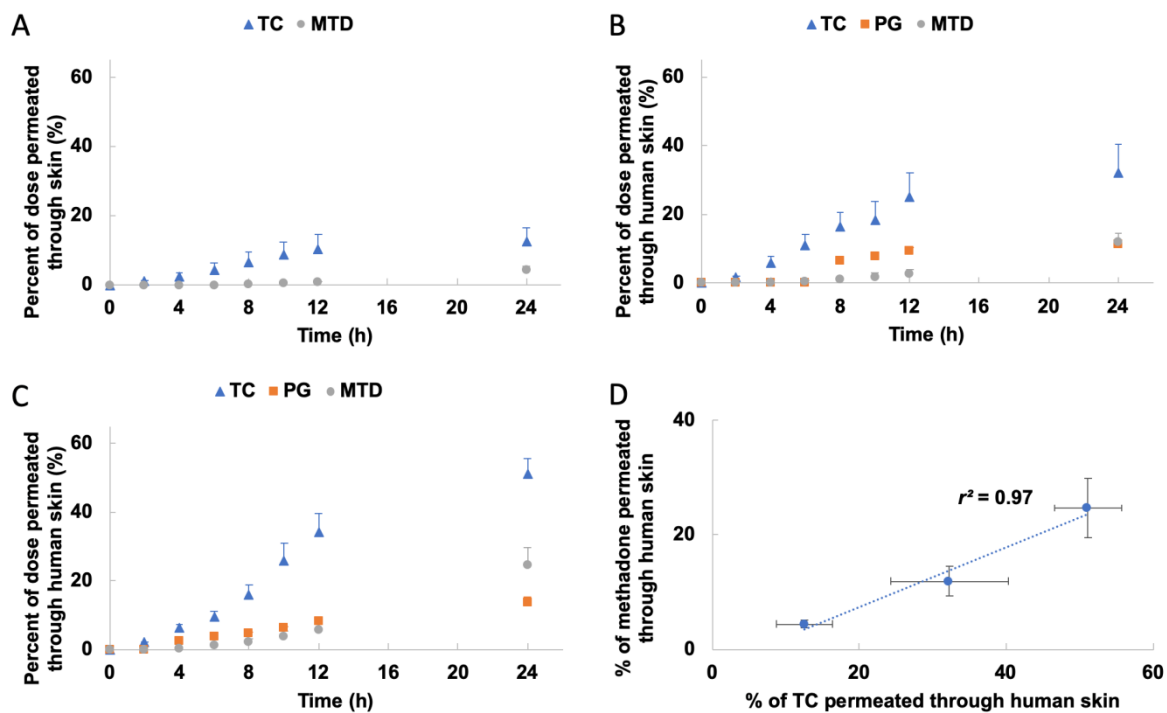 A
TC MTD
Percent of dose permeated
through skin (%)
60
40
20
0
0 4 8 12 16 20 24
Time (h)
B
TC PG MTD
Percent of dose permeated
through human skin (%)
60
40
20
0
0 4 8 12 16 20 24
Time (h)
C
TC PG MTD
Percent of dose permeated
through human skin (%)
60
40
20
0
0 4 8 12 16 20 24
Time (h)
D
% of methadone permeated
through human skin
40
20
0
r² = 0.97
0 20 40 60
% of TC permeated through human skin